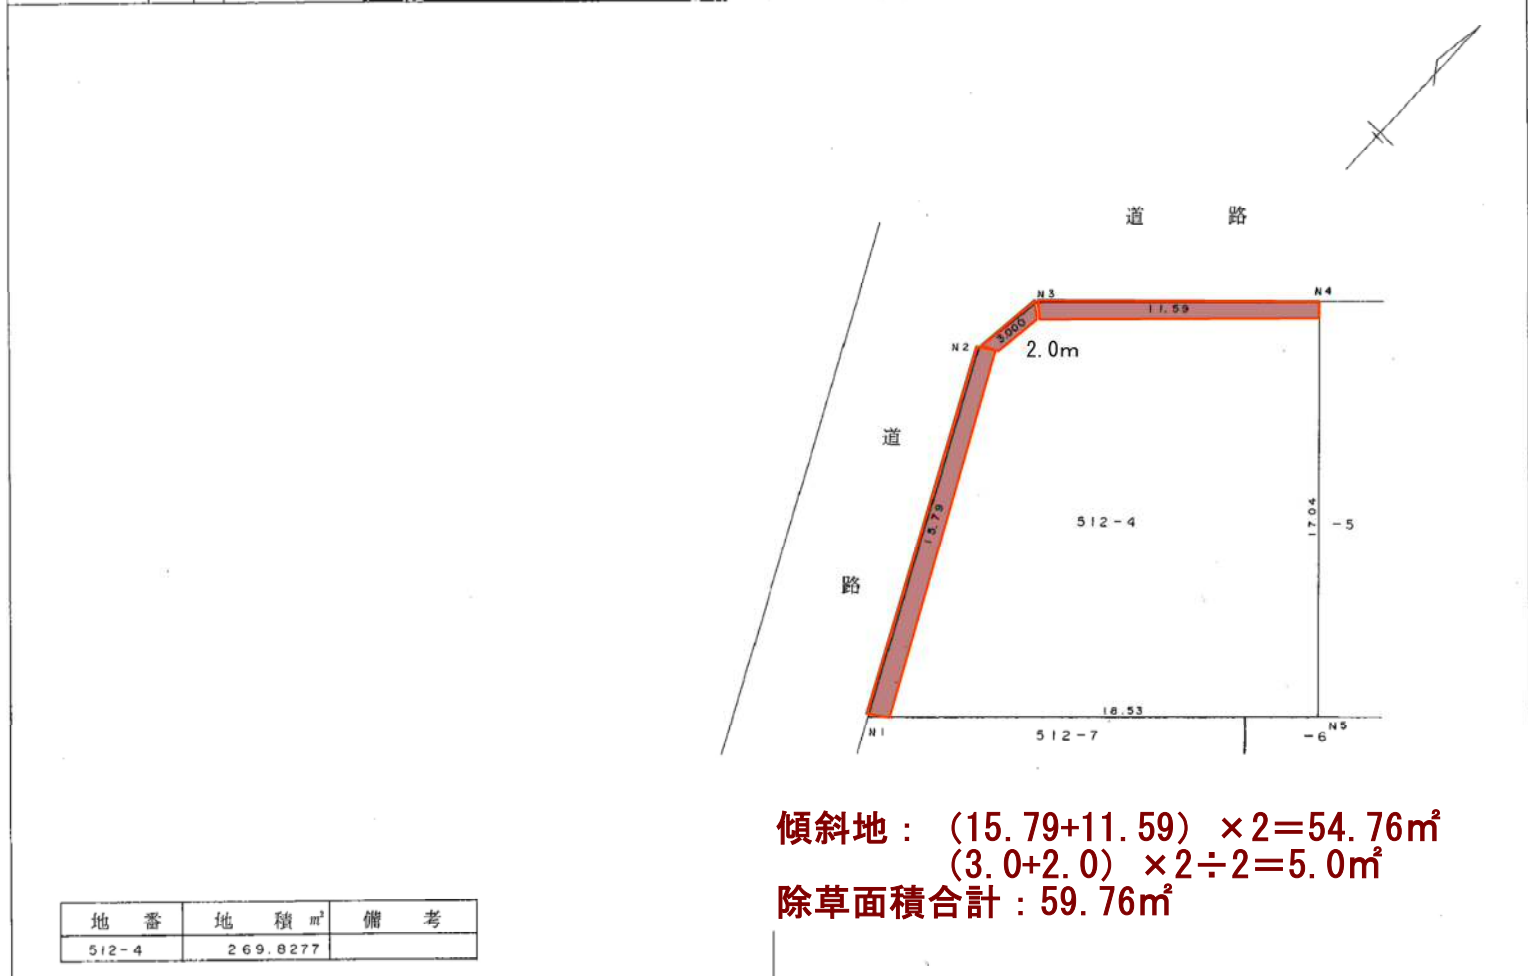 道 路
N3
N4
11.59
3.000
N2
2.0m
道
15.79
512-4
17.04
-5
路
18.53
N1
512-7
-6
N5
傾斜地：（15.79+11.59）×2＝54.76㎡
（3.0+2.0）×2÷2＝5.0㎡
除草面積合計：59.76㎡
地 番 地 積 ㎡ 備 考
512-4 269.8277